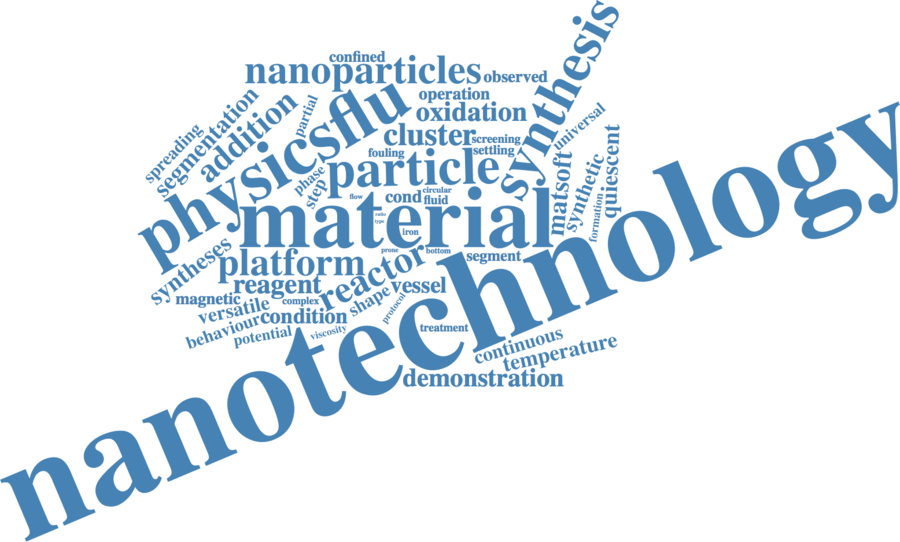 confined
nanoparticles
observed
synthesis
operation
oxidation
partial
segmentation
addition
spreading
physicsflu
cluster
screening
universal
fouling
settling
particle
phase
step
matsoft
synthetic
quiescent
formation
circular
flow
cond
fluid
material
ratio
type
iron
nanotechnology
prone
bottom
segment
syntheses
platform
reactor
reagent
vessel
magnetic
complex
shape
protocol
versatile
condition
behaviour
potential
viscosity
treatment
continuous
temperature
demonstration